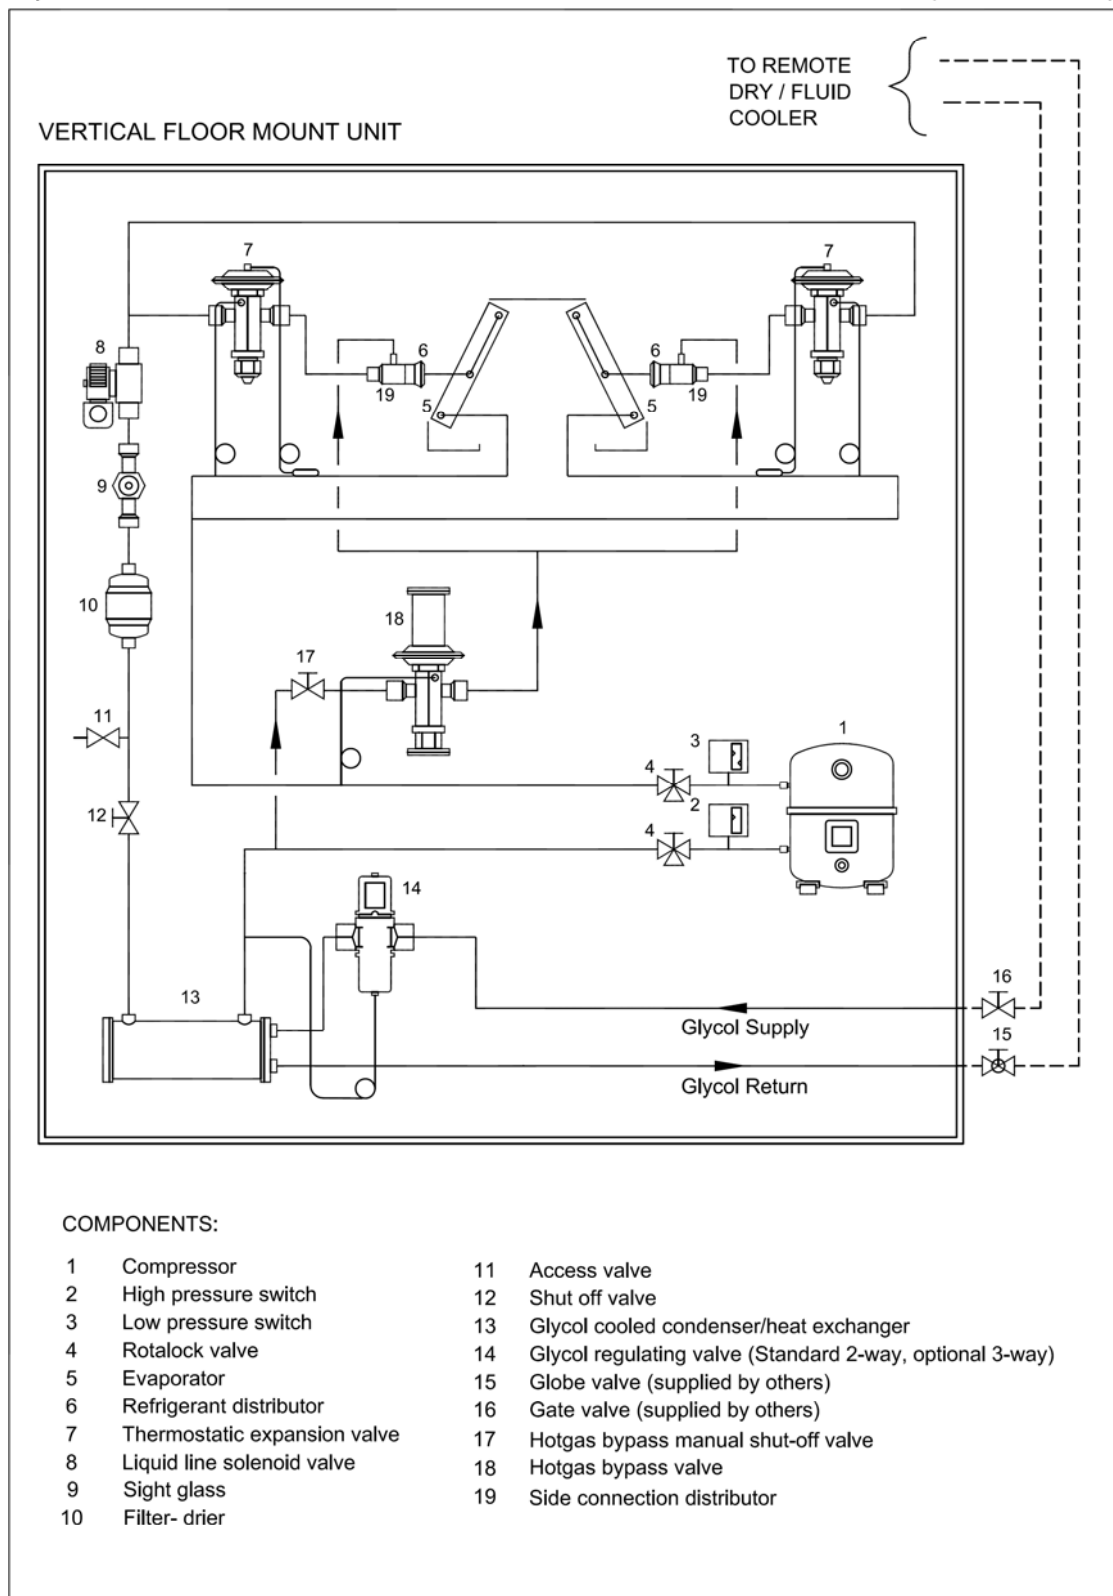 TO REMOTE
DRY / FLUID
COOLER
VERTICAL FLOOR MOUNT UNIT
7
7
8
6
6
19
19
5
5
9
10
18
17
11
3
1
4
12
2
4
14
13
16
Glycol Supply
15
Glycol Return
COMPONENTS:
1 Compressor
2 High pressure switch
3 Low pressure switch
4 Rotalock valve
5 Evaporator
6 Refrigerant distributor
7 Thermostatic expansion valve
8 Liquid line solenoid valve
9 Sight glass
10 Filter- drier
11 Access valve
12 Shut off valve
13 Glycol cooled condenser/heat exchanger
14 Glycol regulating valve (Standard 2-way, optional 3-way)
15 Globe valve (supplied by others)
16 Gate valve (supplied by others)
17 Hotgas bypass manual shut-off valve
18 Hotgas bypass valve
19 Side connection distributor